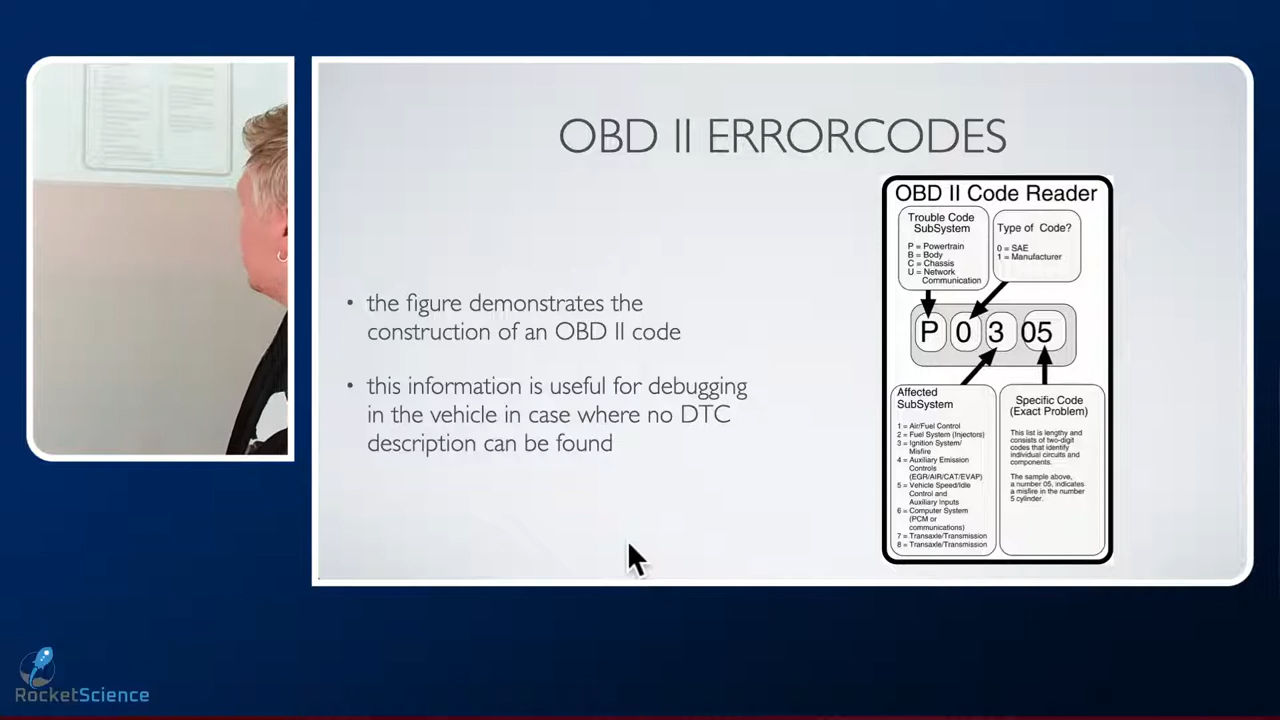 OBD II ERRORCODES
• the figure demonstrates the
construction of an OBD II code
• this information is useful for debugging
in the vehicle in case where no DTC
description can be found
OBD II Code Reader
Trouble Code
SubSystem
P = Powertrain
B = Body
C = Chassis
U = Network
Communication
Type of Code?
0 = SAE
1 = Manufacturer
P 0 3 05
Affected
SubSystem
1 = Air/Fuel Control
2 = Fuel System (Injectors)
3 = Ignition System/
Misfire
4 = Auxiliary Emission
Controls
(EGR/AIR/CAT/EVAP)
5 = Vehicle Speed/Idle
Control and
Auxiliary Inputs
6 = Computer System
(PCM or
communications)
7 = Transaxle/Transmission
8 = Transaxle/Transmission
Specific Code
(Exact Problem)
This list is lengthy and
consists of two-digit
codes that identify
individual circuits and
components.
The sample above,
a number 05, indicates
a misfire in the number
5 cylinder.
RocketScience